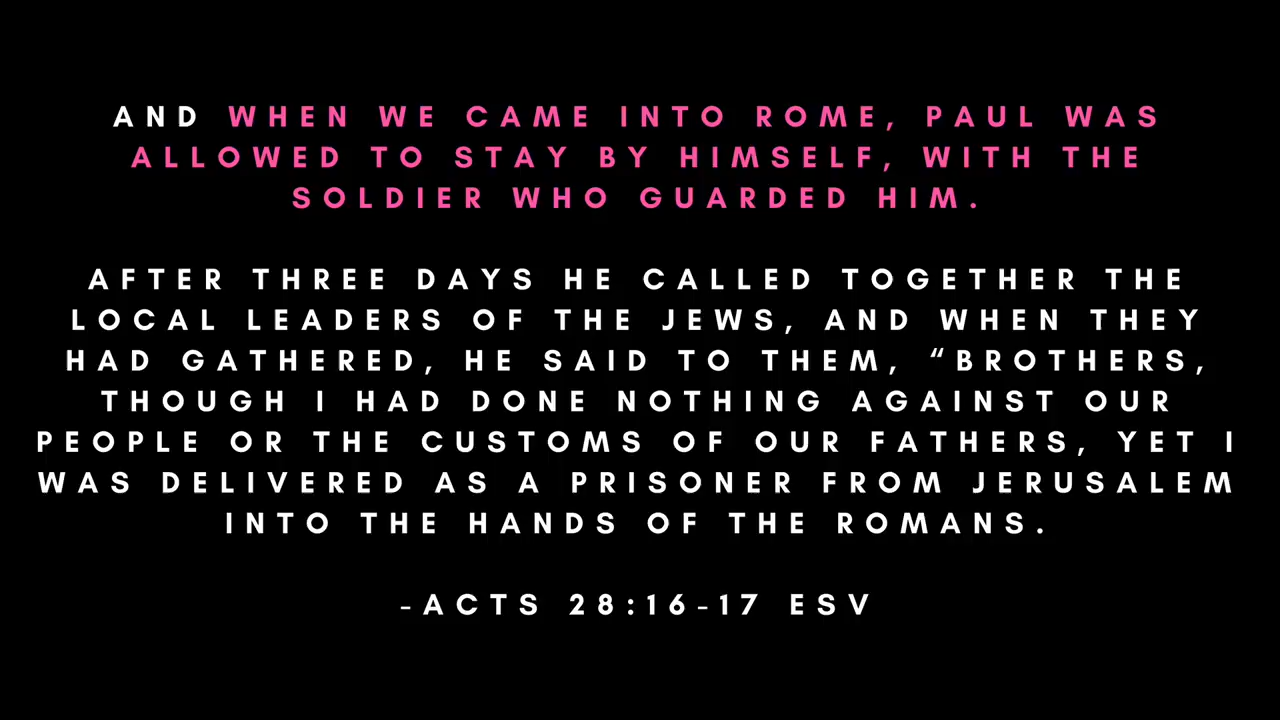 AND WHEN WE CAME INTO ROME, PAUL WAS
ALLOWED TO STAY BY HIMSELF, WITH THE
SOLDIER WHO GUARDED HIM.
AFTER THREE DAYS HE CALLED TOGETHER THE
LOCAL LEADERS OF THE JEWS, AND WHEN THEY
HAD GATHERED, HE SAID TO THEM, “BROTHERS,
THOUGH I HAD DONE NOTHING AGAINST OUR
PEOPLE OR THE CUSTOMS OF OUR FATHERS, YET I
WAS DELIVERED AS A PRISONER FROM JERUSALEM
INTO THE HANDS OF THE ROMANS.
-ACTS 28:16-17 ESV